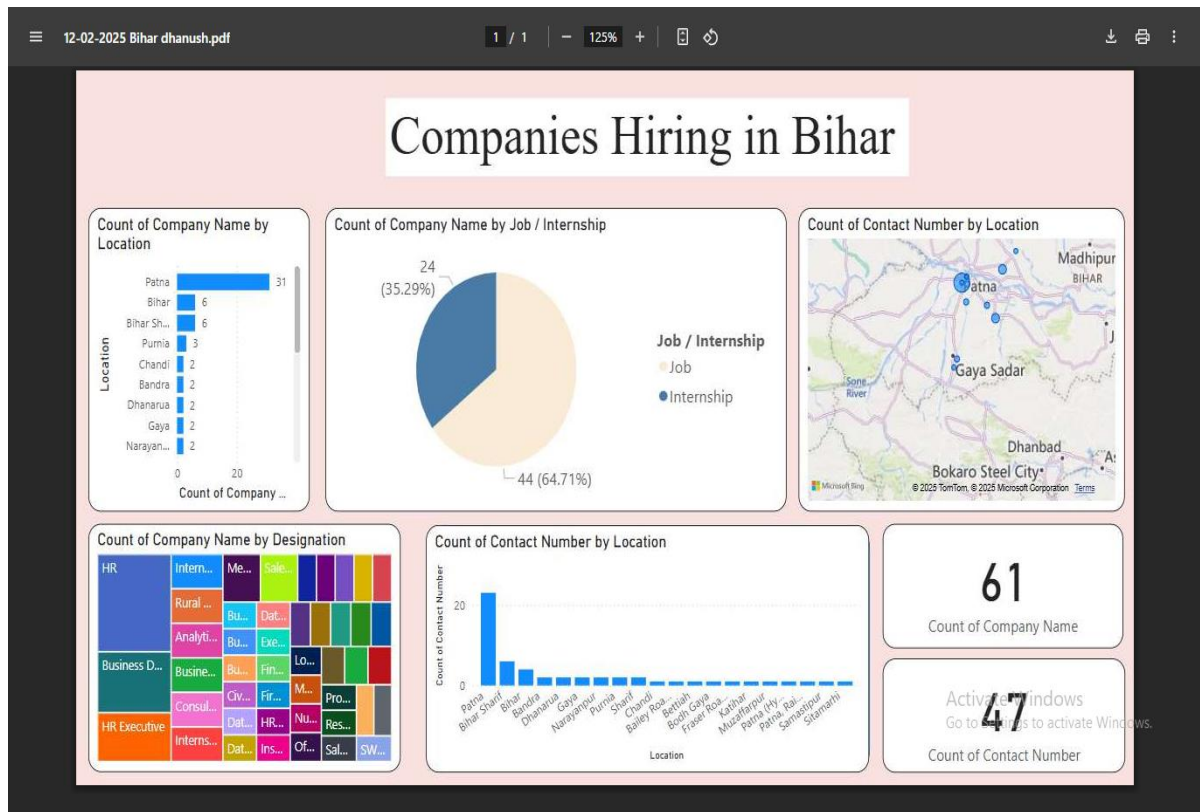 12-02-2025 Bihar dhanush.pdf
1 / 1
125%
Companies Hiring in Bihar
Count of Company Name by
Location
Patna 31
Bihar 6
Bihar Sh... 6
Purnia 3
Chandi 2
Bandra 2
Dhanarua 2
Gaya 2
Narayan... 2
Location
0 20
Count of Company ...
Count of Company Name by Job / Internship
24
(35.29%)
44 (64.71%)
Job / Internship
Job
Internship
Count of Contact Number by Location
Madhipur
BIHAR
Patna
Gaya Sadar
Sone
River
Dhanbad
Bokaro Steel City
Microsoft Bing
© 2025 TomTom, © 2025 Microsoft Corporation Terms
Count of Company Name by Designation
HR
Business D...
HR Executive
Intern...
Rural ...
Analyti...
Busine...
Consul...
Interns...
Me...
Sale...
Bu...
Dat...
Bu...
Exe...
Bu...
Fin...
Civ...
Fir...
Dat...
HR...
Dat...
Ins...
Lo...
M...
Nu...
Of...
Pro...
Res...
Sal...
SW...
Count of Contact Number by Location
Count of Contact Number
20
0
Patna
Bihar Sharif
Bihar
Bandra
Dhanarua
Gaya
Narayanpur
Purnia
Sharif
Chandi
Bailey Roa...
Bettiah
Bodh Gaya
Fraser Roa...
Katihar
Muzaffarpur
Patna (Hy...
Patna, Raj...
Samastipur
Sitamarhi
Location
61
Count of Company Name
47
Count of Contact Number
Activate Windows
Go to Settings to activate Windows.